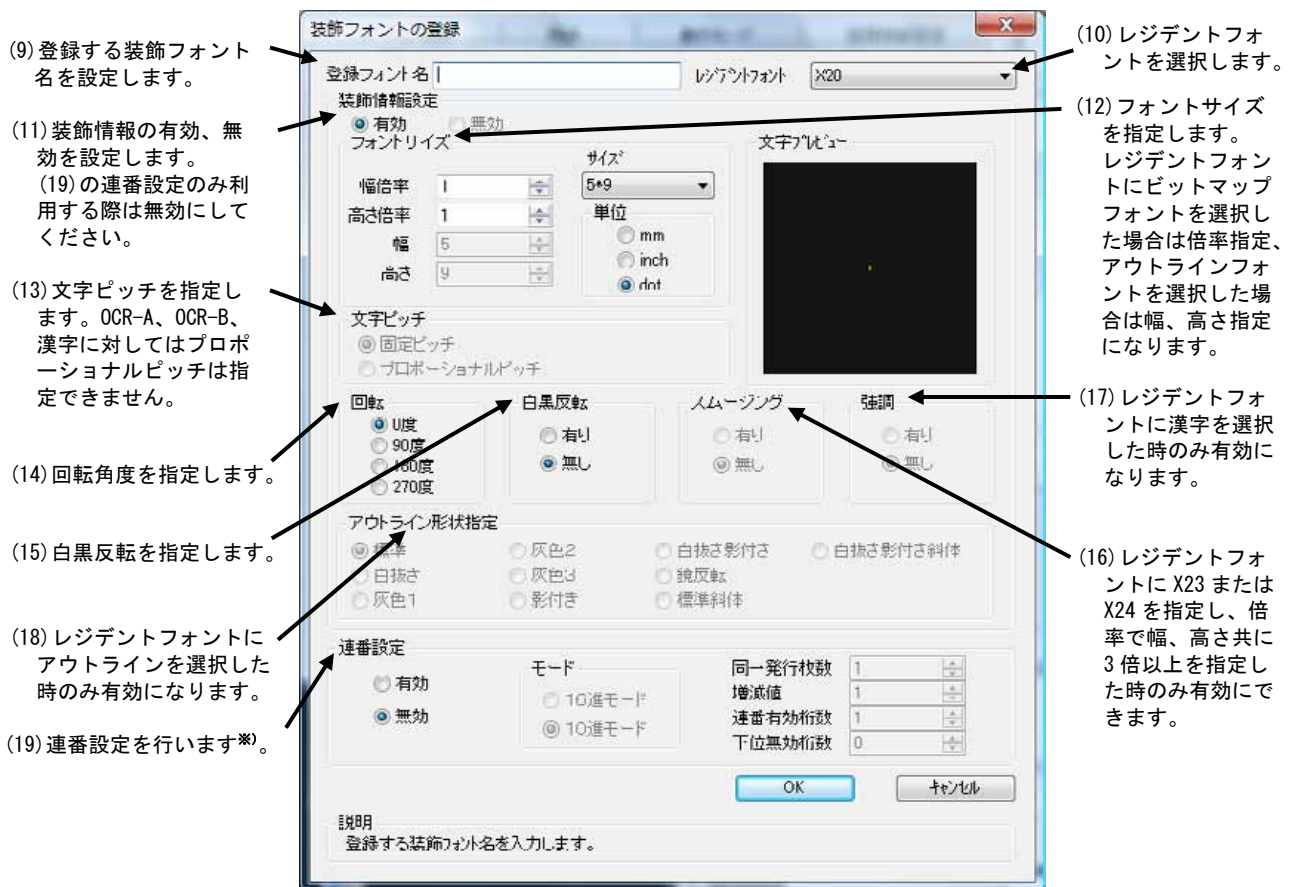 装飾フォントの登録
(9)登録する装飾フォント
名を設定します。
(10)レジデントフォ
ントを選択します。
登録フォント名
レジデントフォント
X20
装飾情報設定
有効
無効
(11)装飾情報の有効、無
効を設定します。
(19)の連番設定のみ利
用する際は無効にして
ください。
(12)フォントサイズ
を指定します。
レジデントフォン
トにビットマップ
フォントを選択し
た場合は倍率指定、
アウトラインフォ
ントを選択した場
合は幅、高さ指定
になります。
フォントサイズ
幅倍率 1
高さ倍率 1
幅 5
高さ 9
サイズ
5*9
単位
mm
inch
dot
文字プレビュー
(13)文字ピッチを指定し
ます。OCR-A、OCR-B、
漢字に対してはプロポ
ーショナルピッチは指
定できません。
文字ピッチ
固定ピッチ
プロポーショナルピッチ
回転
0度
90度
180度
270度
白黒反転
有り
無し
スムージング
有り
無し
強調
有り
無し
(14)回転角度を指定します。
(15)白黒反転を指定します。
(17)レジデントフォ
ントに漢字を選択
した時のみ有効に
なります。
アウトライン形状指定
標準 灰色2 白抜き影付き 白抜き影付き斜体
白抜き 灰色3 鏡反転
灰色1 影付き 標準斜体
(16)レジデントフォ
ントに X23 または
X24 を指定し、倍
率で幅、高さ共に
3 倍以上を指定し
た時のみ有効にで
きます。
(18)レジデントフォントに
アウトラインを選択した
時のみ有効になります。
(19)連番設定を行います※)。
連番設定
有効
無効
モード
10進モード
10進モード
同一発行枚数 1
増減値 1
連番有効桁数 1
下位無効桁数 0
OK
キャンセル
説明
登録する装飾フォント名を入力します。